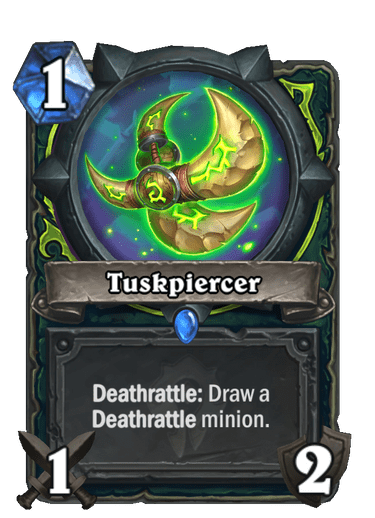 1
Tuskpiercer
Deathrattle: Draw a
Deathrattle minion.
1
2